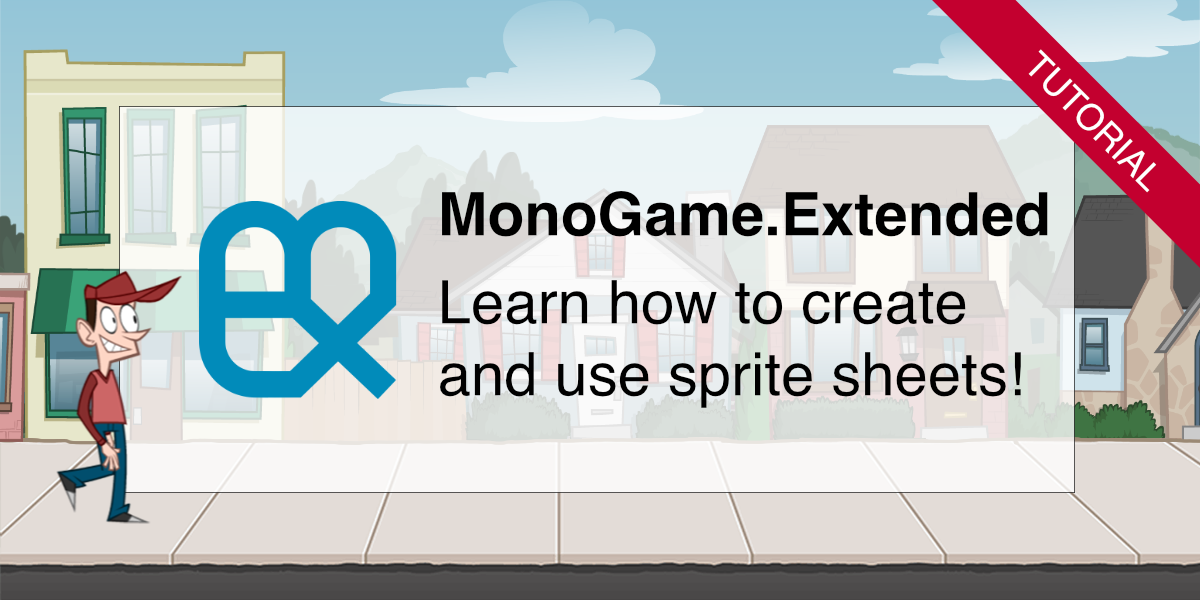 TUTORIAL
MonoGame.Extended
Learn how to create
and use sprite sheets!